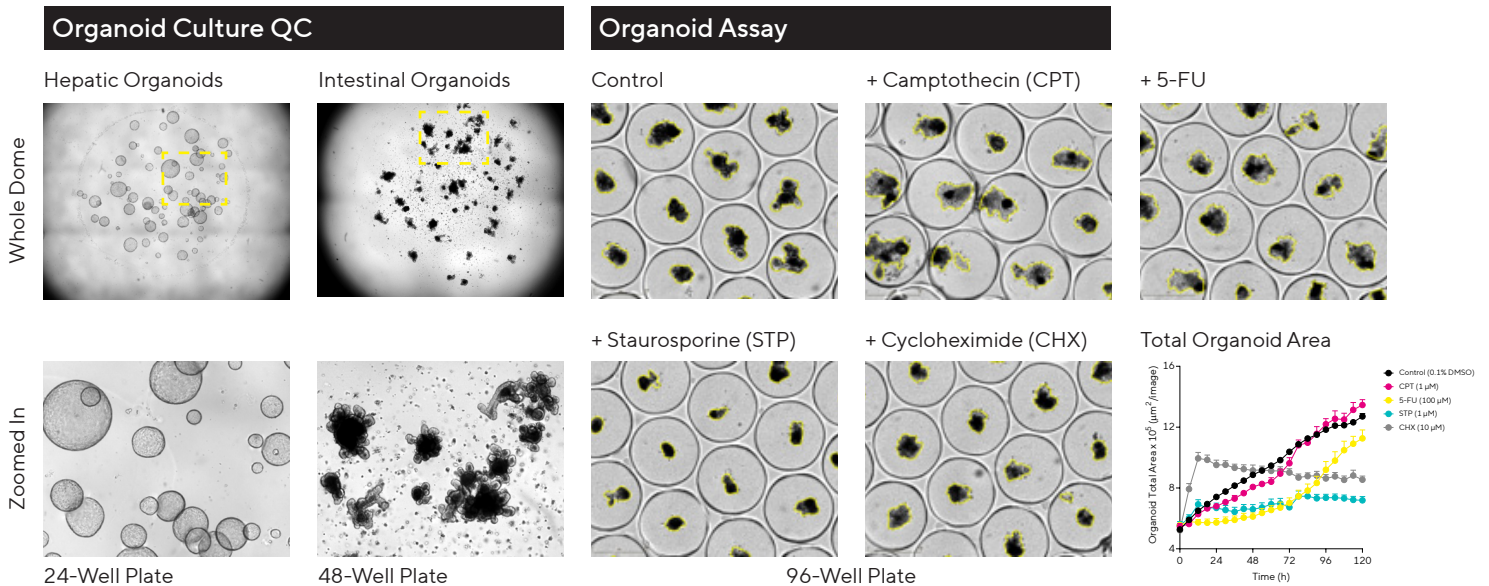 Organoid Culture QC
Organoid Assay
Hepatic Organoids
Intestinal Organoids
Control
+ Camptothecin (CPT)
+ 5-FU
Whole Dome
+ Staurosporine (STP)
+ Cycloheximide (CHX)
Total Organoid Area
Zoomed In
Organoid Total Area x 10⁵ (µm²/image)
16
12
8
4
0
24
48
72
96
120
Time (h)
Control (0.1% DMSO)
CPT (1 µM)
5-FU (100 µM)
STP (1 µM)
CHX (10 µM)
24-Well Plate
48-Well Plate
96-Well Plate